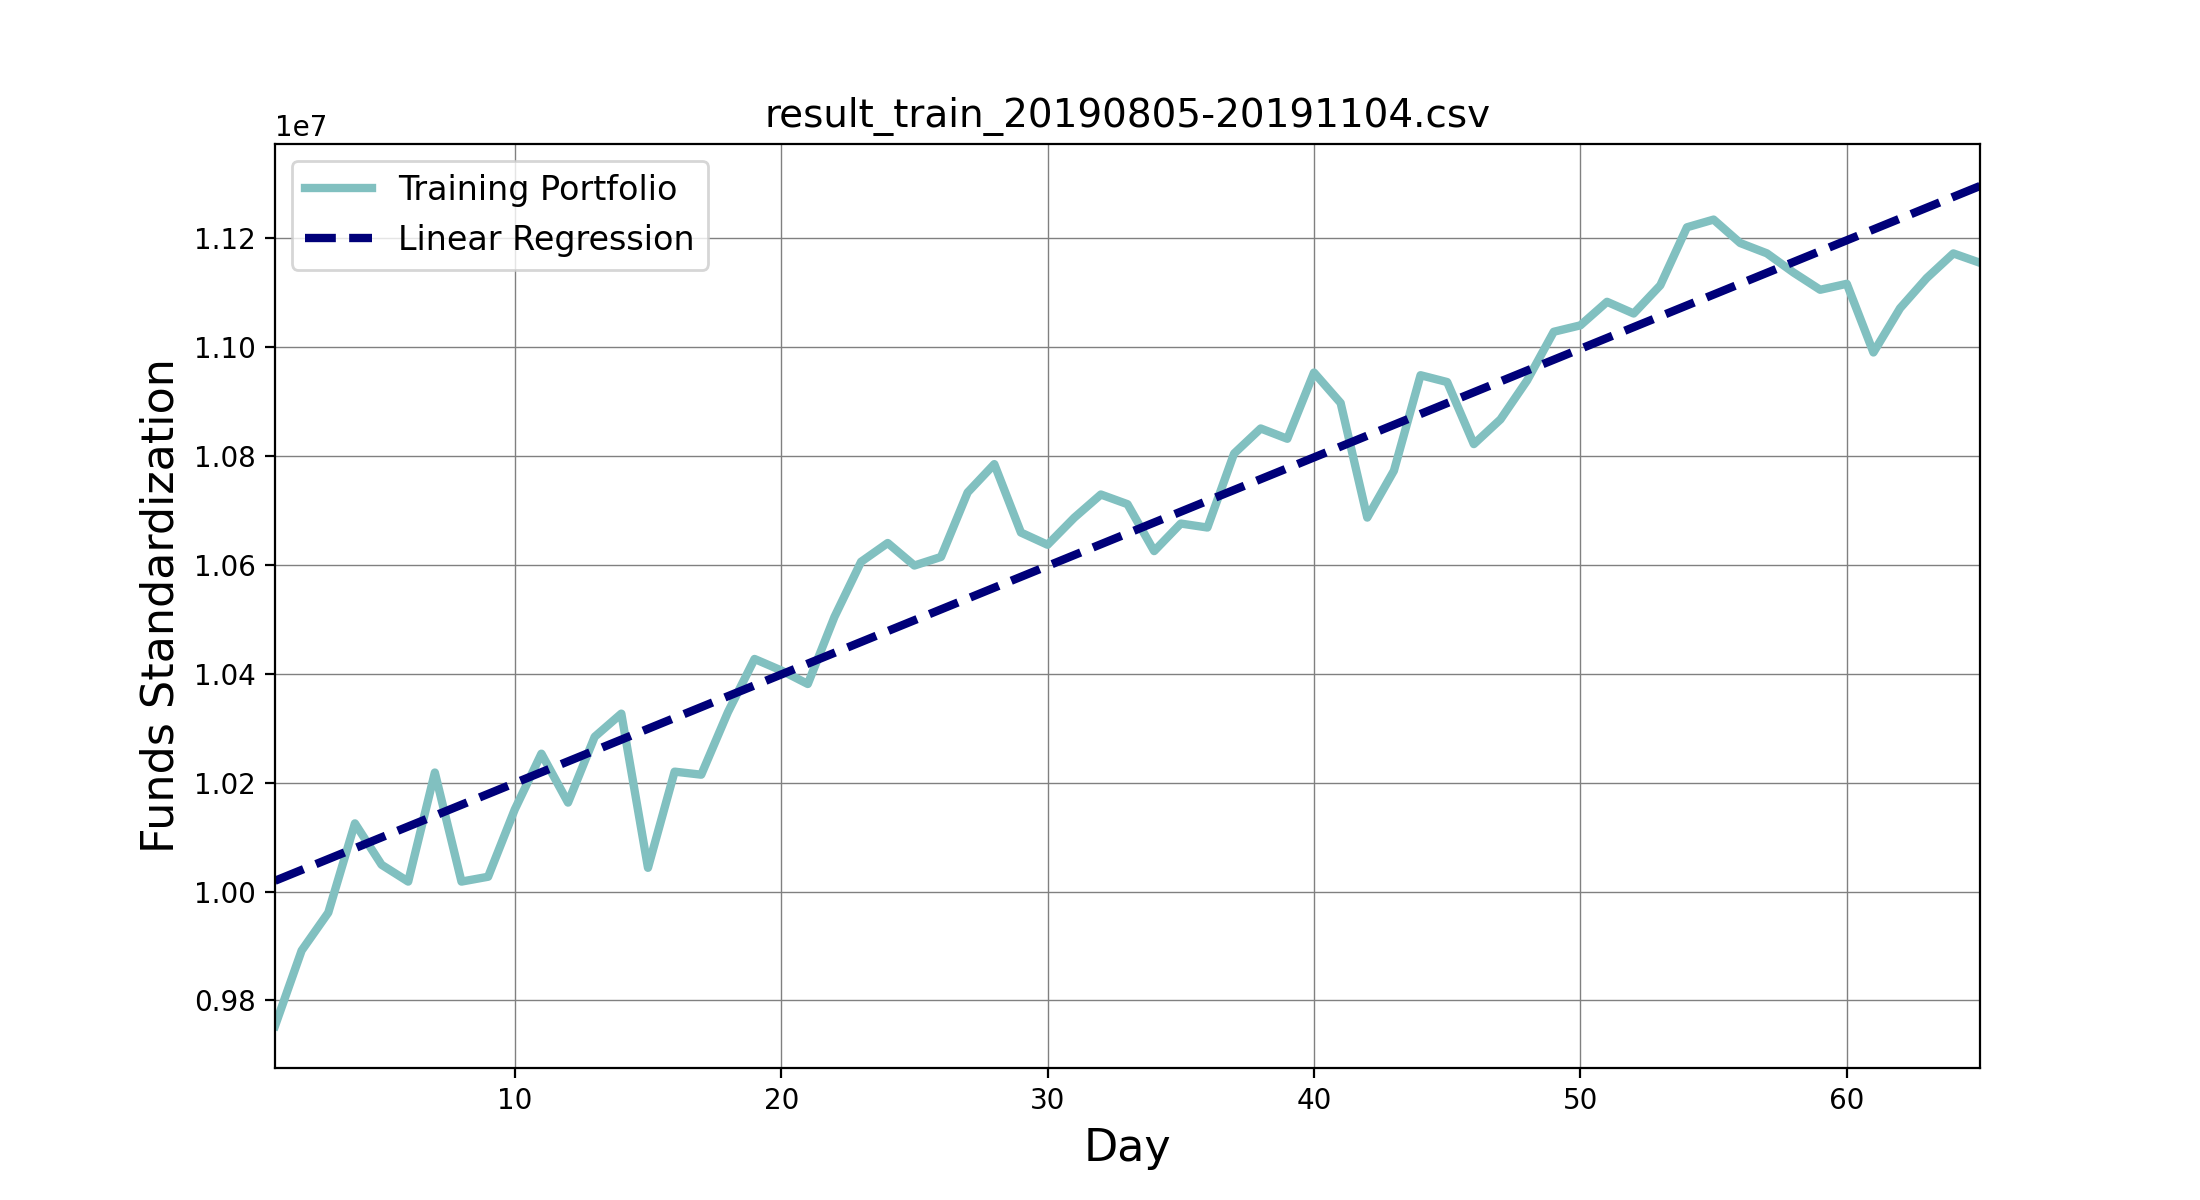 result_train_20190805-20191104.csv
1e7
Training Portfolio
Linear Regression
1.12
1.10
1.08
1.06
1.04
1.02
1.00
0.98
Funds Standardization
10 20 30 40 50 60
Day